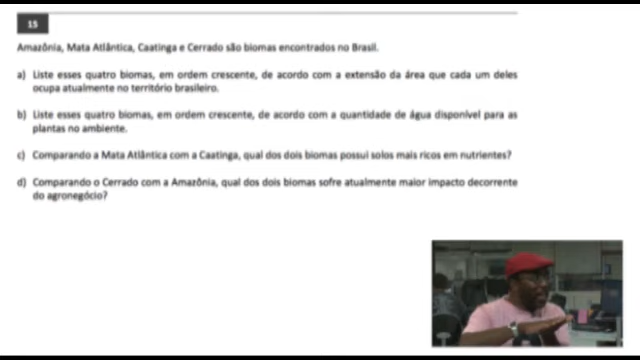 15
Amazônia, Mata Atlântica, Caatinga e Cerrado são biomas encontrados no Brasil.
a) Liste esses quatro biomas, em ordem crescente, de acordo com a extensão da área que cada um deles
ocupa atualmente no território brasileiro.
b) Liste esses quatro biomas, em ordem crescente, de acordo com a quantidade de água disponível para as
plantas no ambiente.
c) Comparando a Mata Atlântica com a Caatinga, qual dos dois biomas possui solos mais ricos em nutrientes?
d) Comparando o Cerrado com a Amazônia, qual dos dois biomas sofre atualmente maior impacto decorrente
do agronegócio?